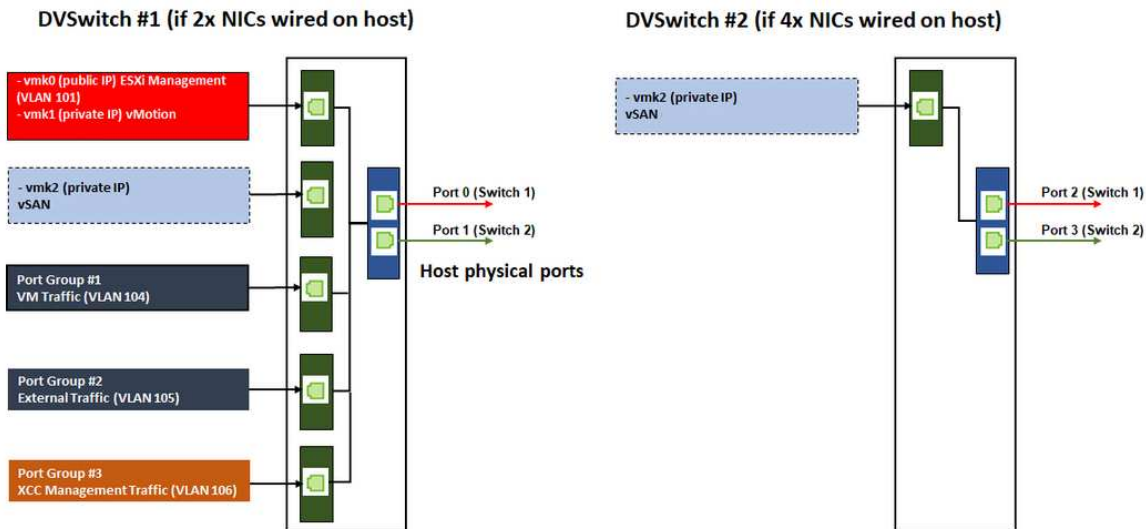 DVSwitch #1 (if 2x NICs wired on host)
DVSwitch #2 (if 4x NICs wired on host)
- vmk0 (public IP) ESXi Management
(VLAN 101)
- vmk1 (private IP) vMotion
- vmk2 (private IP)
vSAN
Port Group #1
VM Traffic (VLAN 104)
Port Group #2
External Traffic (VLAN 105)
Port Group #3
XCC Management Traffic (VLAN 106)
Port 0 (Switch 1)
Port 1 (Switch 2)
Host physical ports
- vmk2 (private IP)
vSAN
Port 2 (Switch 1)
Port 3 (Switch 2)